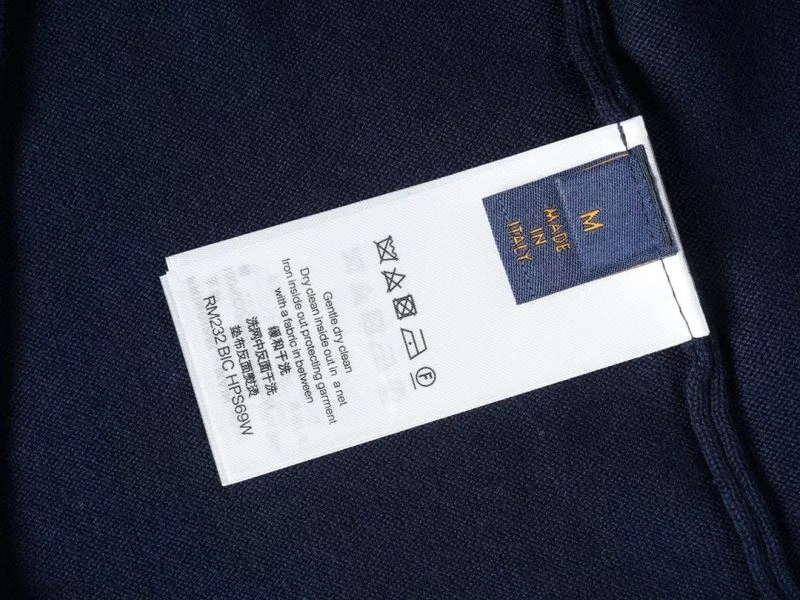 M
MADE
IN
ITALY
Gentle dry clean
Dry clean inside out in a net
Iron inside out protecting garment
with a fabric in between
缓和干洗
洗网中反面干洗
垫布反面熨烫
RM232 BIC HPS69W